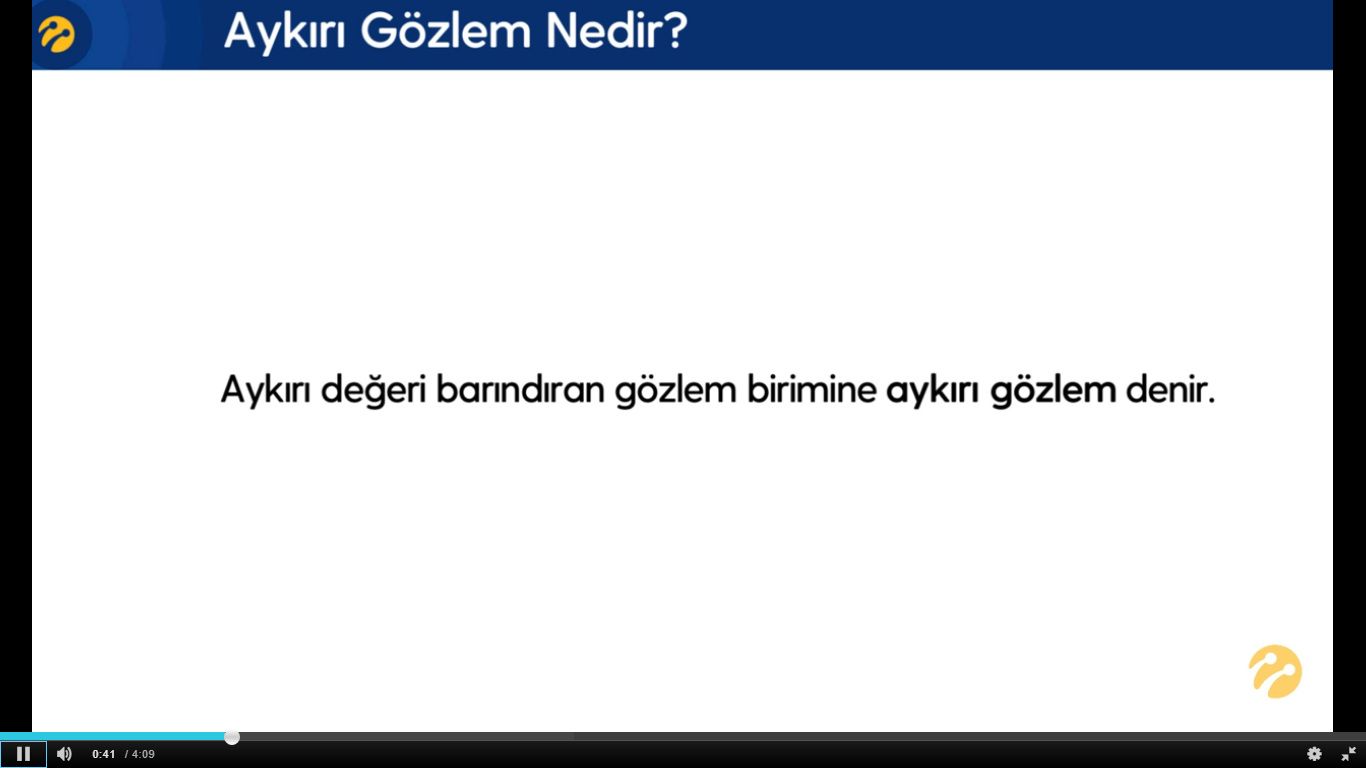 Aykırı Gözlem Nedir?
Aykırı değeri barındıran gözlem birimine aykırı gözlem denir.
0:41 / 4:09